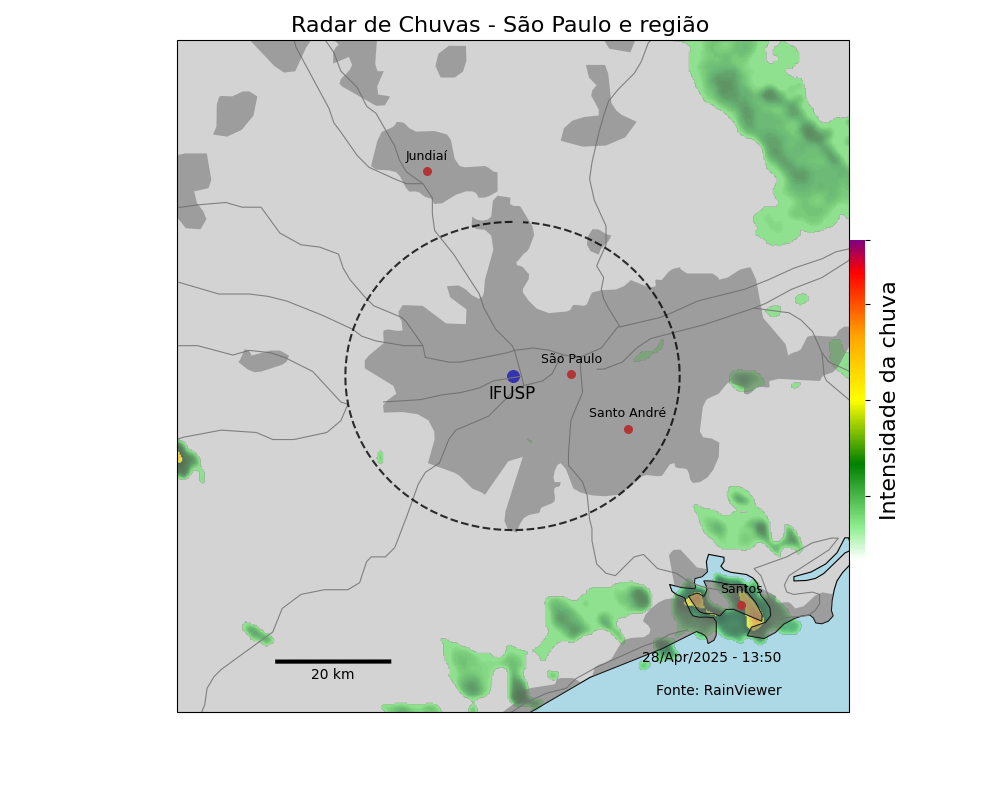 Radar de Chuvas - São Paulo e região
Jundiaí
São Paulo
IFUSP
Santo André
Intensidade da chuva
Santos
28/Apr/2025 - 13:50
20 km
Fonte: RainViewer